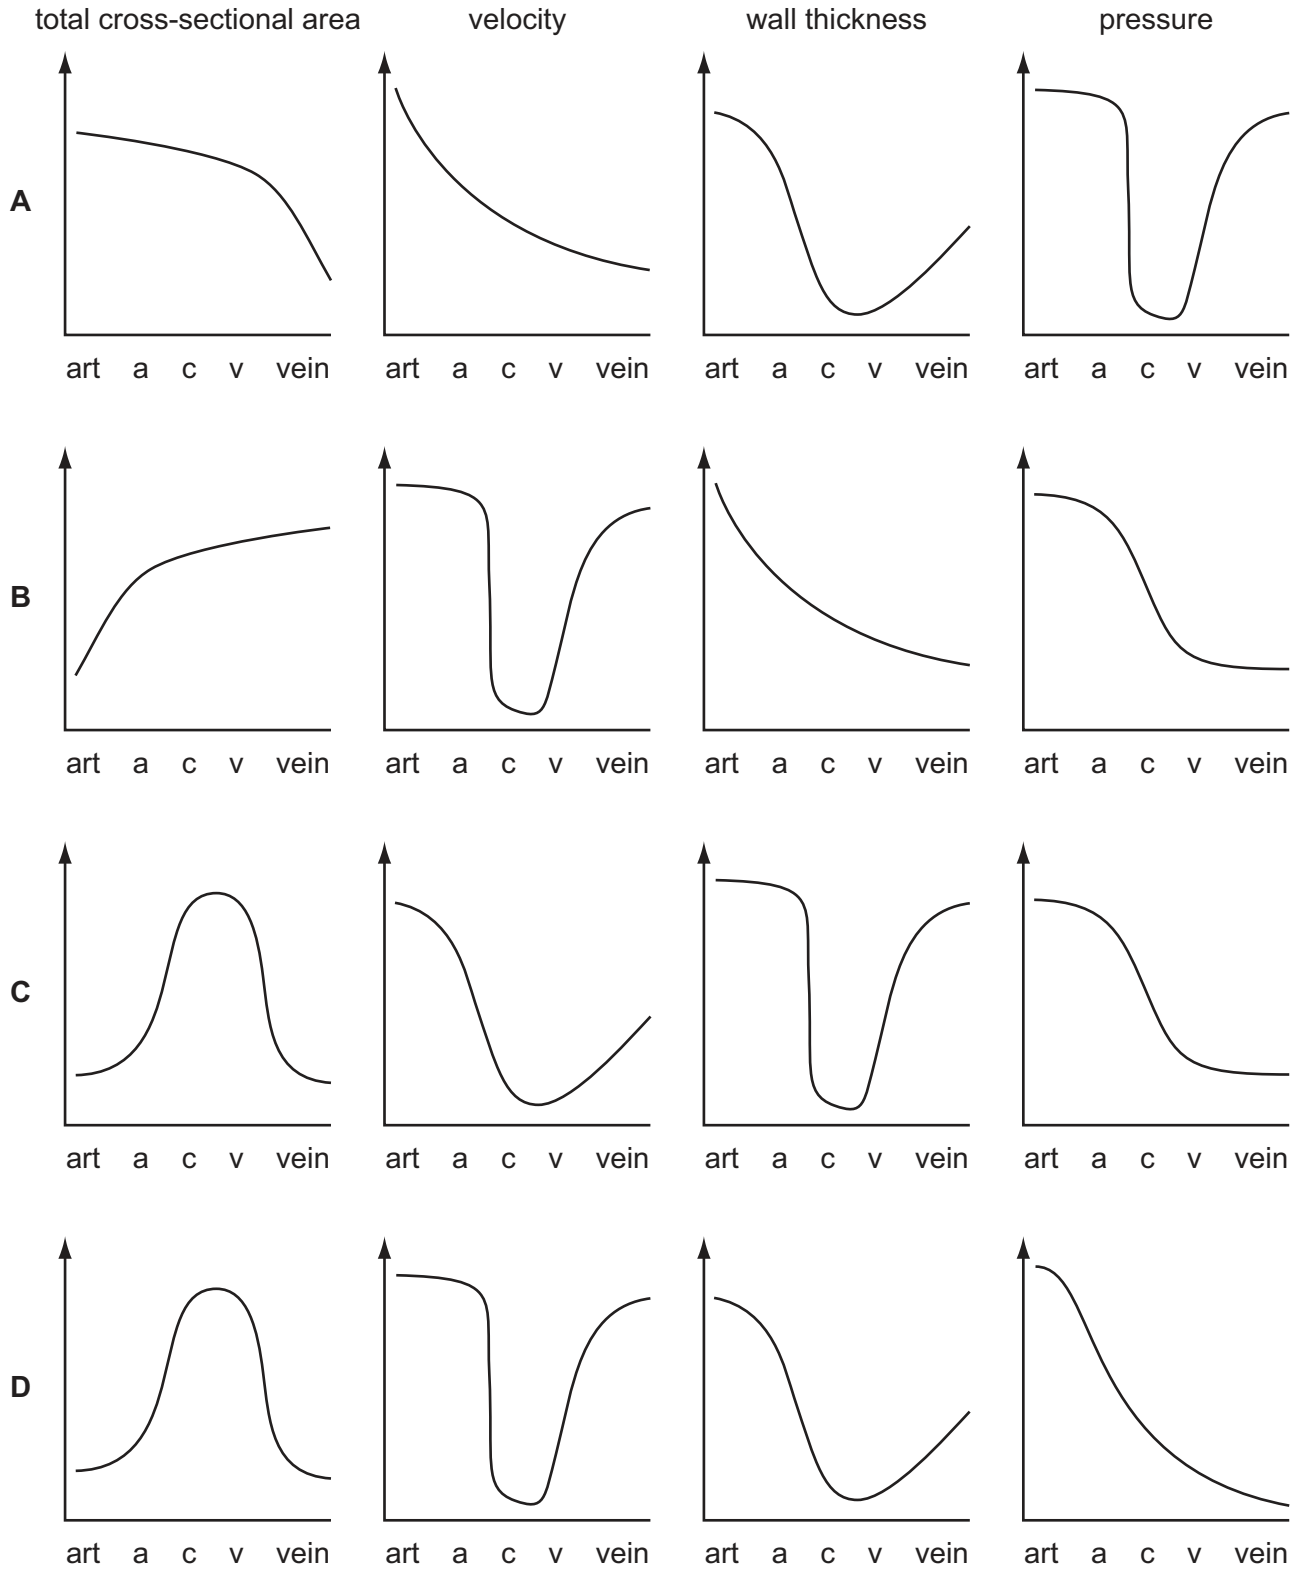 total cross-sectional area velocity wall thickness pressure
A
art a c v vein art a c v vein art a c v vein art a c v vein
B
art a c v vein art a c v vein art a c v vein art a c v vein
C
art a c v vein art a c v vein art a c v vein art a c v vein
D
art a c v vein art a c v vein art a c v vein art a c v vein